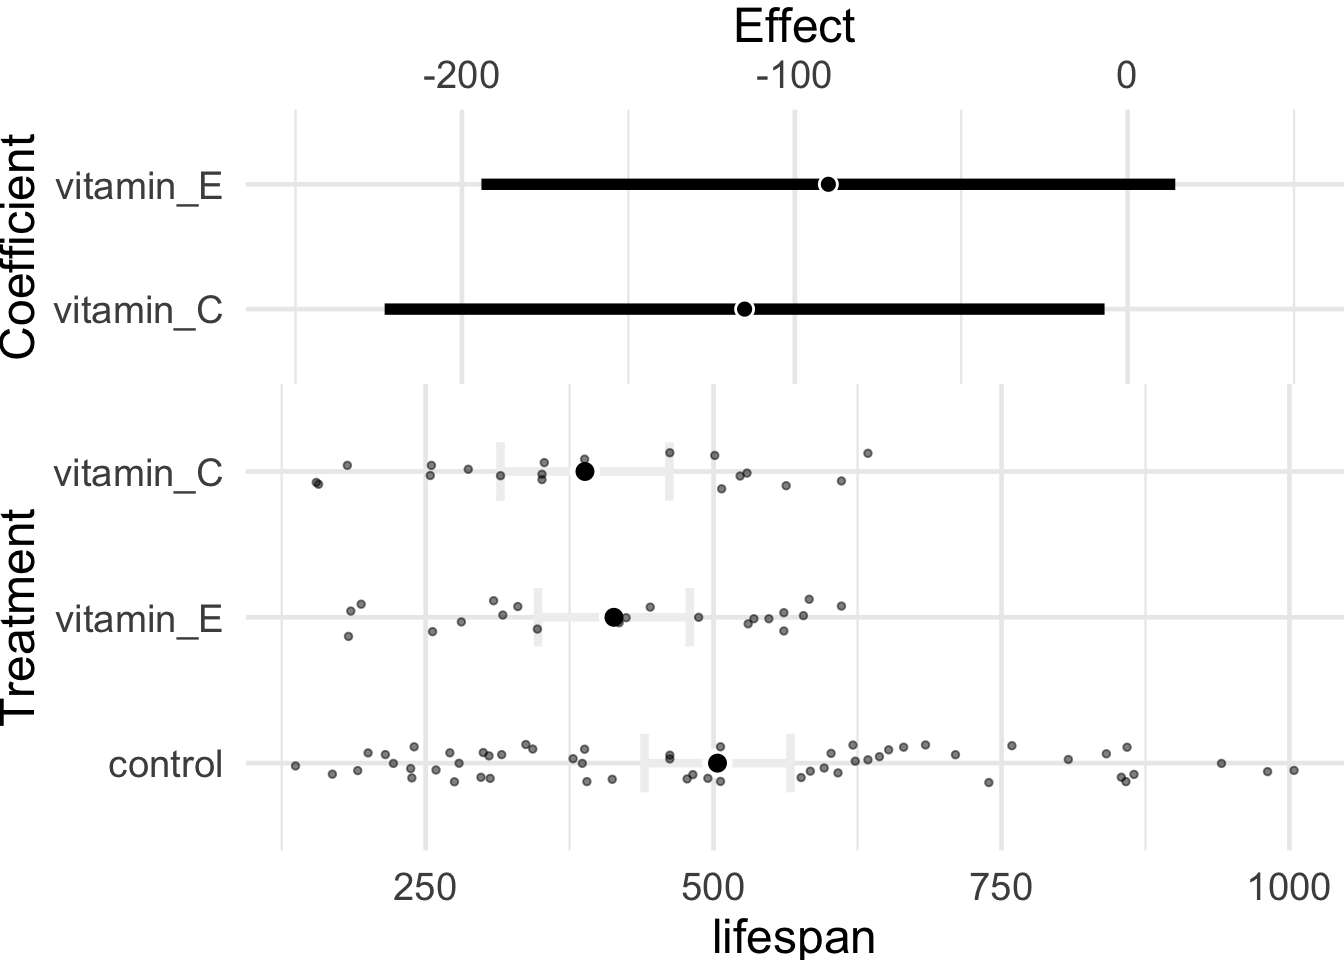 Effect
-200 -100 0
Coefficient
vitamin_E
vitamin_C
Treatment
vitamin_C
vitamin_E
control
250 500 750 1000
lifespan